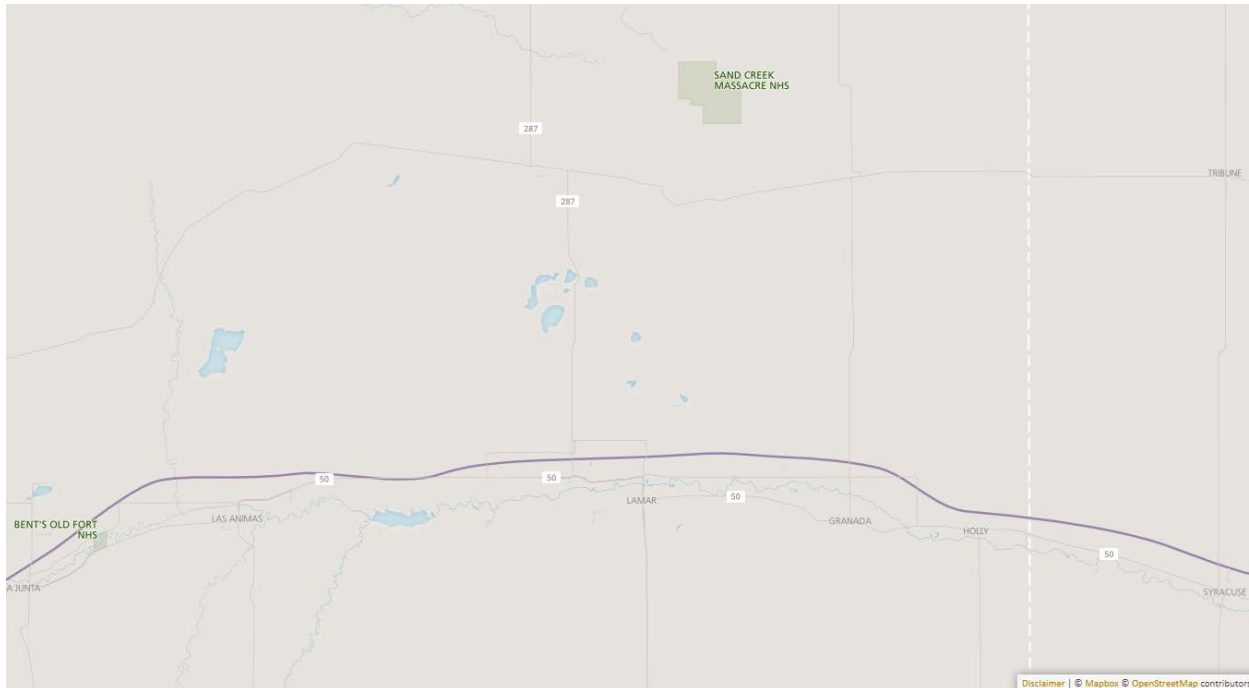 SAND CREEK
MASSACRE NHS
287
TRIBUNE
287
50
50
50
LAMAR
BENT'S OLD FORT
NHS
LAS ANIMAS
GRANADA
HOLLY
50
A JUNTA
SYRACUSE
Disclaimer | © Mapbox © OpenStreetMap contributors